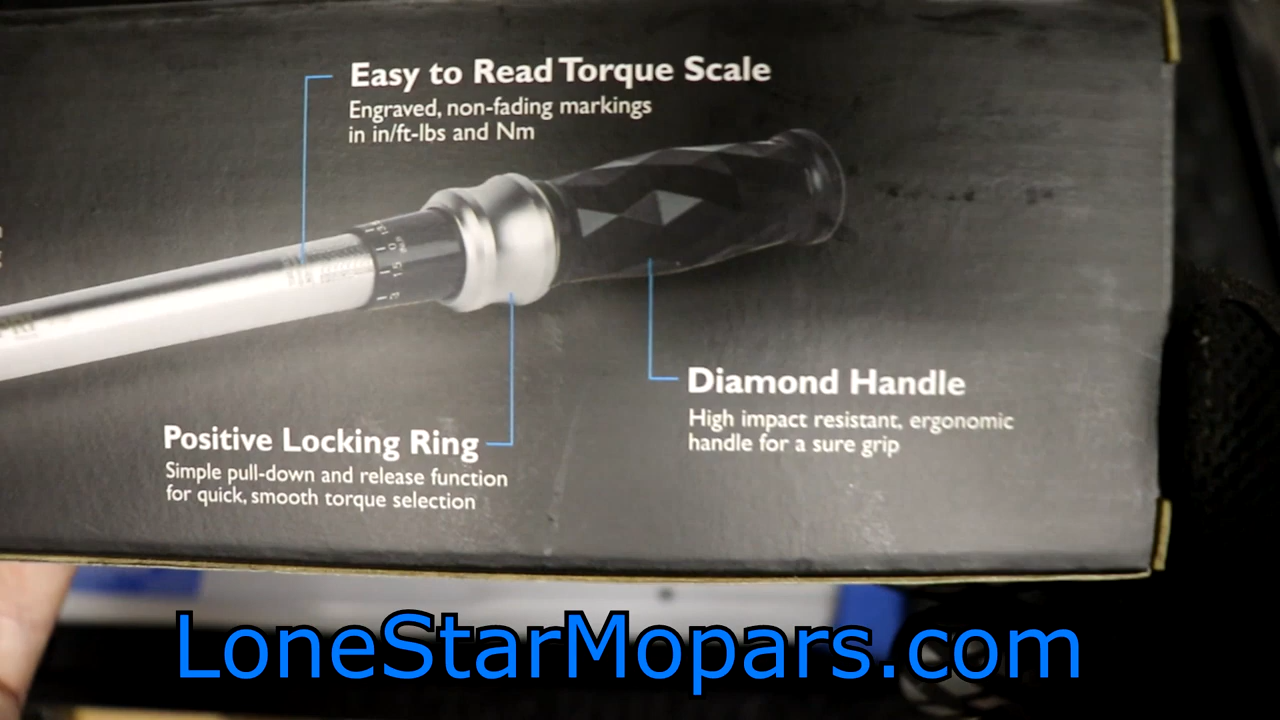 Easy to Read Torque Scale
Engraved, non-fading markings
in in/ft-lbs and Nm
Positive Locking Ring
Simple pull-down and release function
for quick, smooth torque selection
Diamond Handle
High impact resistant, ergonomic
handle for a sure grip
LoneStarMopars.com